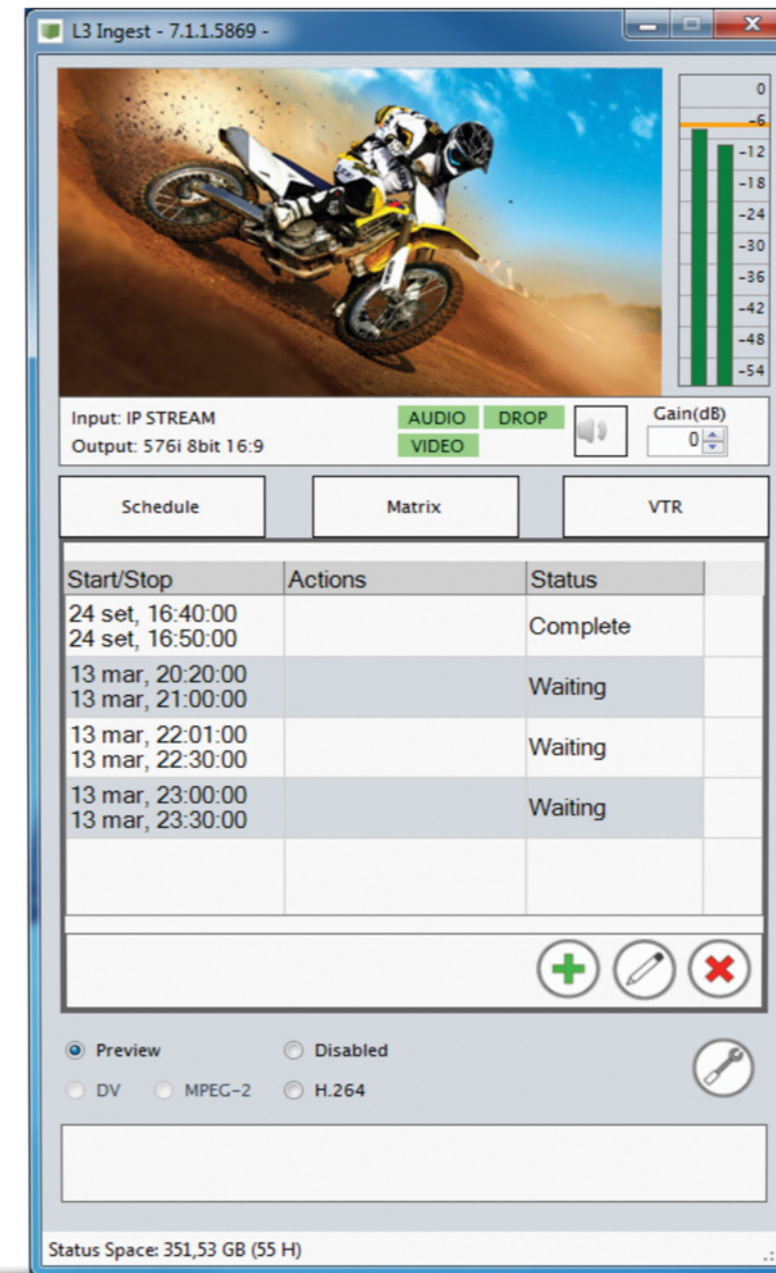 L3 Ingest - 7.1.1.5869 -
0
-6
-12
-18
-24
-30
-36
-42
-48
-54
Input: IP STREAM
Output: 576i 8bit 16:9
AUDIO DROP
VIDEO
Gain(dB)
0
Schedule Matrix VTR
Start/Stop Actions Status
24 set, 16:40:00
24 set, 16:50:00
Complete
13 mar, 20:20:00
13 mar, 21:00:00
Waiting
13 mar, 22:01:00
13 mar, 22:30:00
Waiting
13 mar, 23:00:00
13 mar, 23:30:00
Waiting
Preview Disabled
DV MPEG-2 H.264
Status Space: 351,53 GB (55 H)